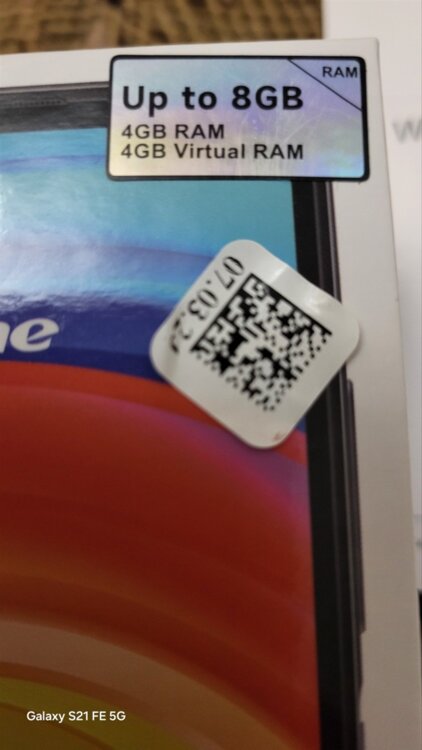 RAM
Up to 8GB
4GB RAM
4GB Virtual RAM
Galaxy S21 FE 5G